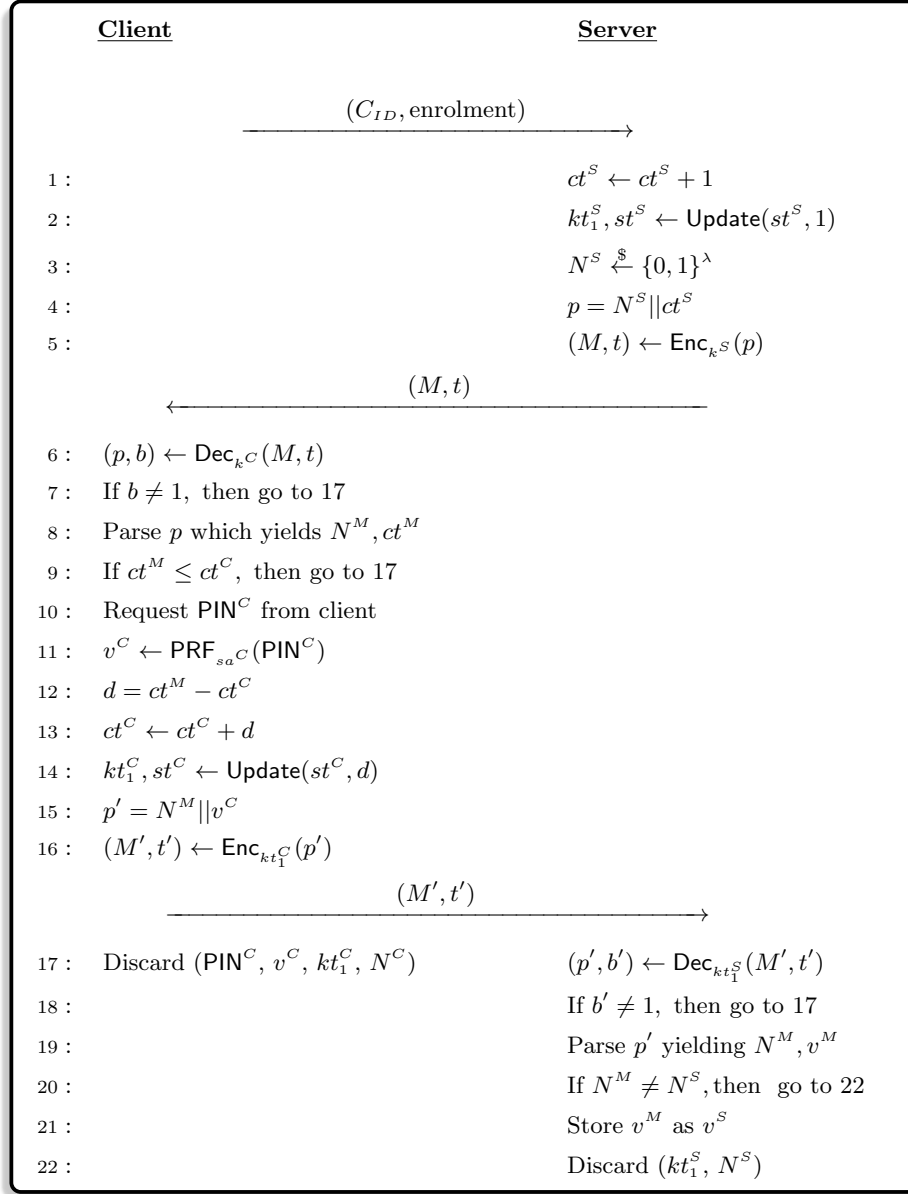 Client Server
(C_{ID}, enrolment)
1 : ct^S ← ct^S + 1
2 : kt_1^S, st^S ← Update(st^S, 1)
3 : N^S ←$ {0, 1}^λ
4 : p = N^S||ct^S
5 : (M, t) ← Enc_{k^S}(p)
(M, t)
6 : (p, b) ← Dec_{k^C}(M, t)
7 : If b ≠ 1, then go to 17
8 : Parse p which yields N^M, ct^M
9 : If ct^M ≤ ct^C, then go to 17
10 : Request PIN^C from client
11 : v^C ← PRF_{sa^C}(PIN^C)
12 : d = ct^M − ct^C
13 : ct^C ← ct^C + d
14 : kt_1^C, st^C ← Update(st^C, d)
15 : p′ = N^M||v^C
16 : (M′, t′) ← Enc_{kt_1^C}(p′)
(M′, t′)
17 : Discard (PIN^C, v^C, kt_1^C, N^C) (p′, b′) ← Dec_{kt_1^S}(M′, t′)
18 : If b′ ≠ 1, then go to 17
19 : Parse p′ yielding N^M, v^M
20 : If N^M ≠ N^S, then go to 22
21 : Store v^M as v^S
22 : Discard (kt_1^S, N^S)